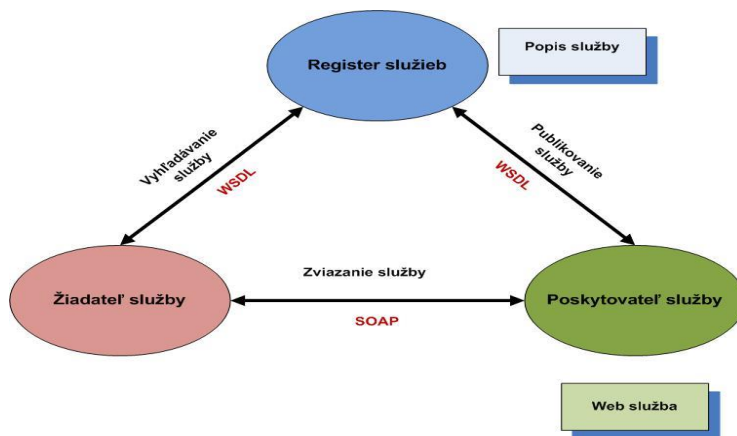 Popis služby
Register služieb
Vyhľadávanie
služby
WSDL
Publikovanie
služby
WSDL
Zviazanie služby
Žiadateľ služby
Poskytovateľ služby
SOAP
Web služba